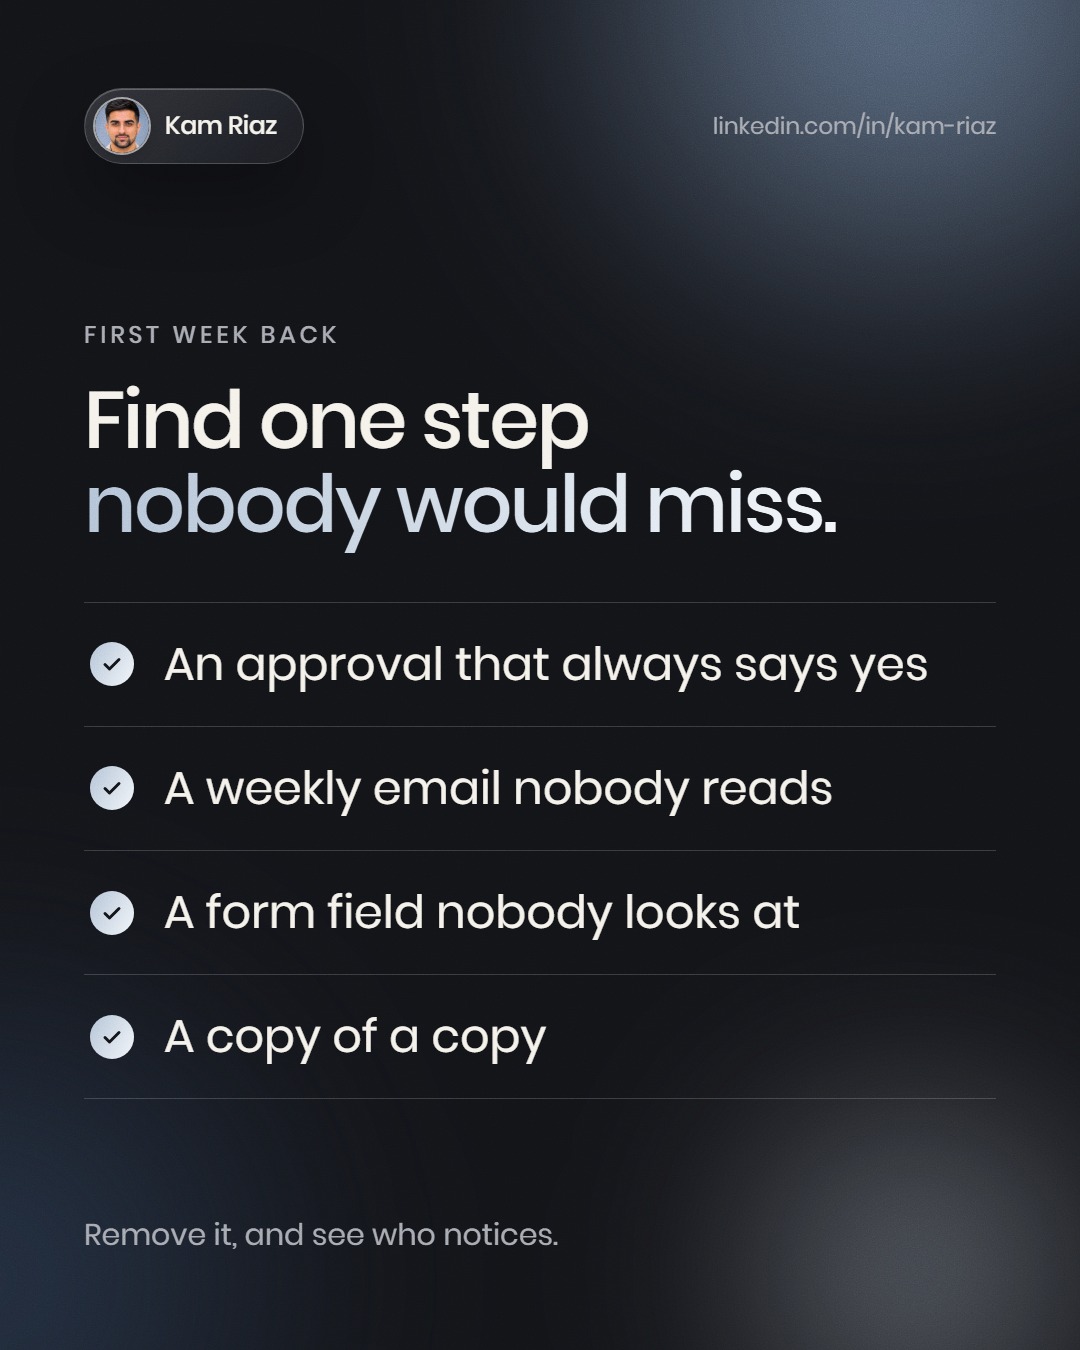 Kam Riaz
linkedin.com/in/kam-riaz
FIRST WEEK BACK
Find one step
nobody would miss.
An approval that always says yes
A weekly email nobody reads
A form field nobody looks at
A copy of a copy
Remove it, and see who notices.